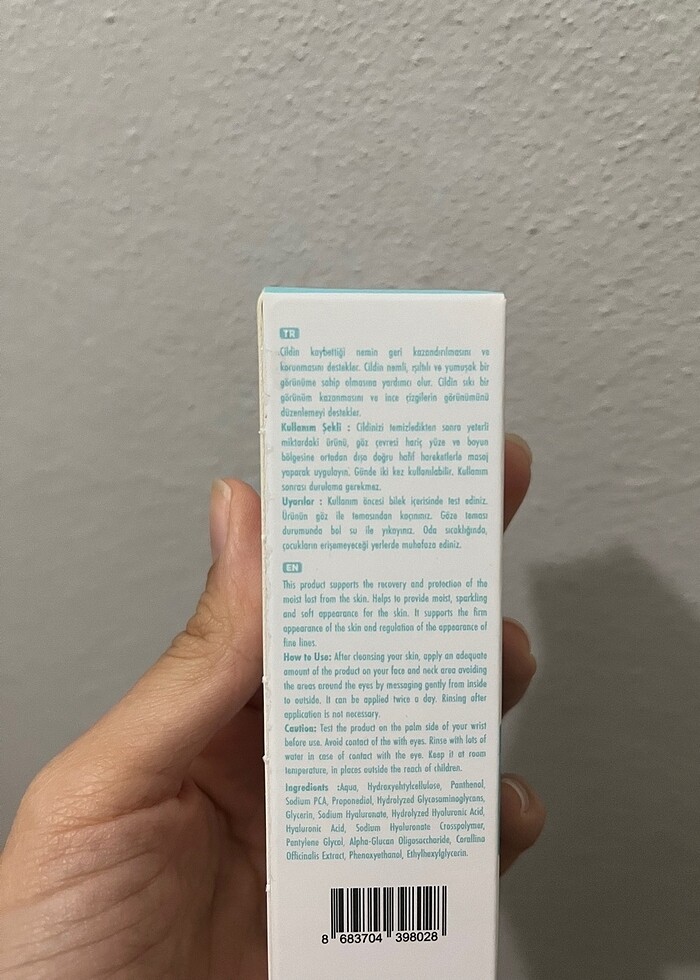 TR
Cildin kaybettiği nemin geri kazandırılmasını ve
korunmasını destekler. Cildin nemli, ışıltılı ve yumuşak bir
görünüme sahip olmasına yardımcı olur. Cildin sıkı bir
görünüm kazanmasını ve ince çizgilerin görünümünü
düzenlemeyi destekler.
Kullanım Şekli : Cildinizi temizledikten sonra yeterli
miktardaki ürünü, göz çevresi hariç yüze ve boyun
bölgesine ortadan dışa doğru hafif hareketlerle masaj
yaparak uygulayın. Günde iki kez kullanılabilir. Kullanım
sonrası durulama gerekmez.
Uyarılar : Kullanım öncesi bilek içerisinde test ediniz.
Ürünün göz ile temasından kaçınınız. Göze teması
durumunda bol su ile yıkayınız. Oda sıcaklığında,
çocukların erişemeyeceği yerlerde muhafaza ediniz.
EN
This product supports the recovery and protection of the
moist lost from the skin. Helps to provide moist, sparkling
and soft appearance for the skin. It supports the firm
appearance of the skin and regulation of the appearance of
fine lines.
How to Use: After cleansing your skin, apply an adequate
amount of the product on your face and neck area avoiding
the areas around the eyes by messaging gently from inside
to outside. It can be applied twice a day. Rinsing after
application is not necessary.
Caution: Test the product on the palm side of your wrist
before use. Avoid contact of the with eyes. Rinse with lots of
water in case of contact with the eye. Keep it at room
temperature, in places outside the reach of children.
Ingredients :Aqua, Hydroxyehtylcellulose, Panthenol,
Sodium PCA, Propanediol, Hydrolyzed Glycosaminoglycans,
Glycerin, Sodium Hyaluronate, Hydrolyzed Hyaluronic Acid,
Hyaluronic Acid, Sodium Hyaluronate Crosspolymer,
Pentylene Glycol, Alpha-Glucan Oligosaccharide, Corallina
Officinalis Extract, Phenoxyethanol, Ethylhexylglycerin.
8 683704 398028